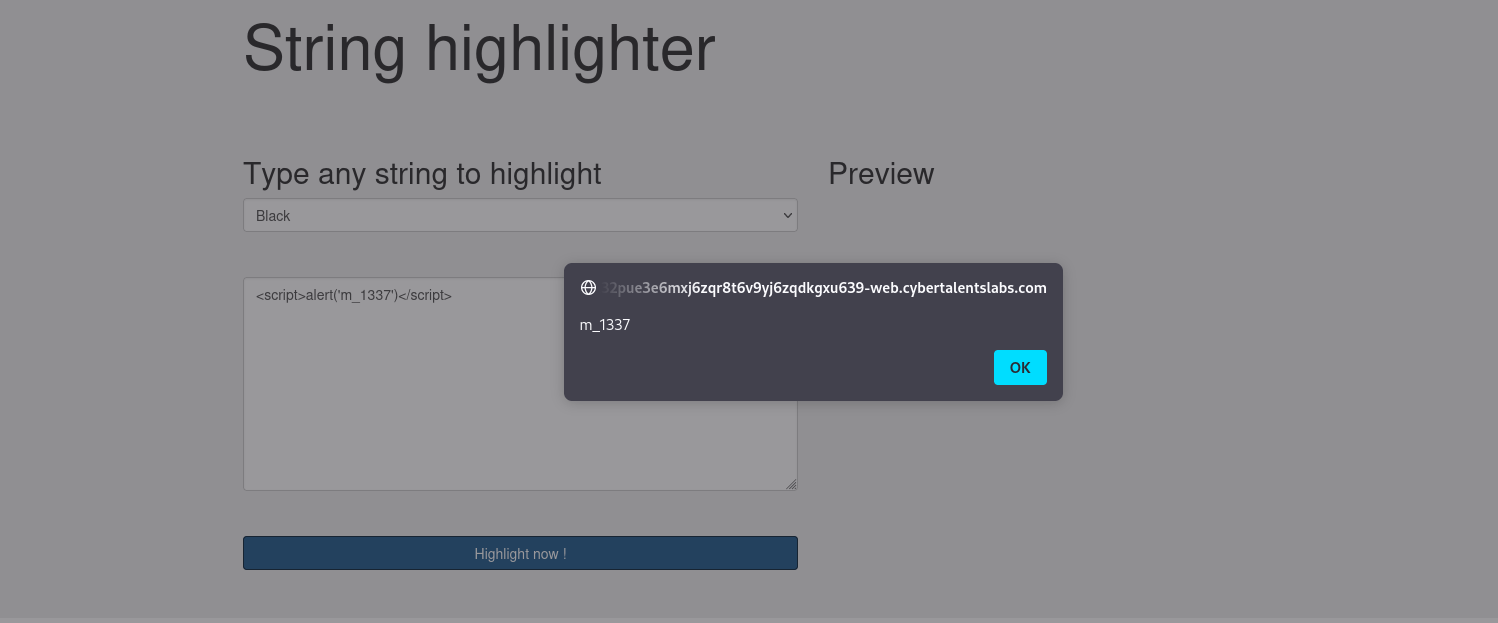 String highlighter
Type any string to highlight
Preview
Black
<script>alert('m_1337')</script>
32pue3e6mxj6zqr8t6v9yj6zqdkgxu639-web.cybertalentslabs.com
m_1337
OK
Highlight now !